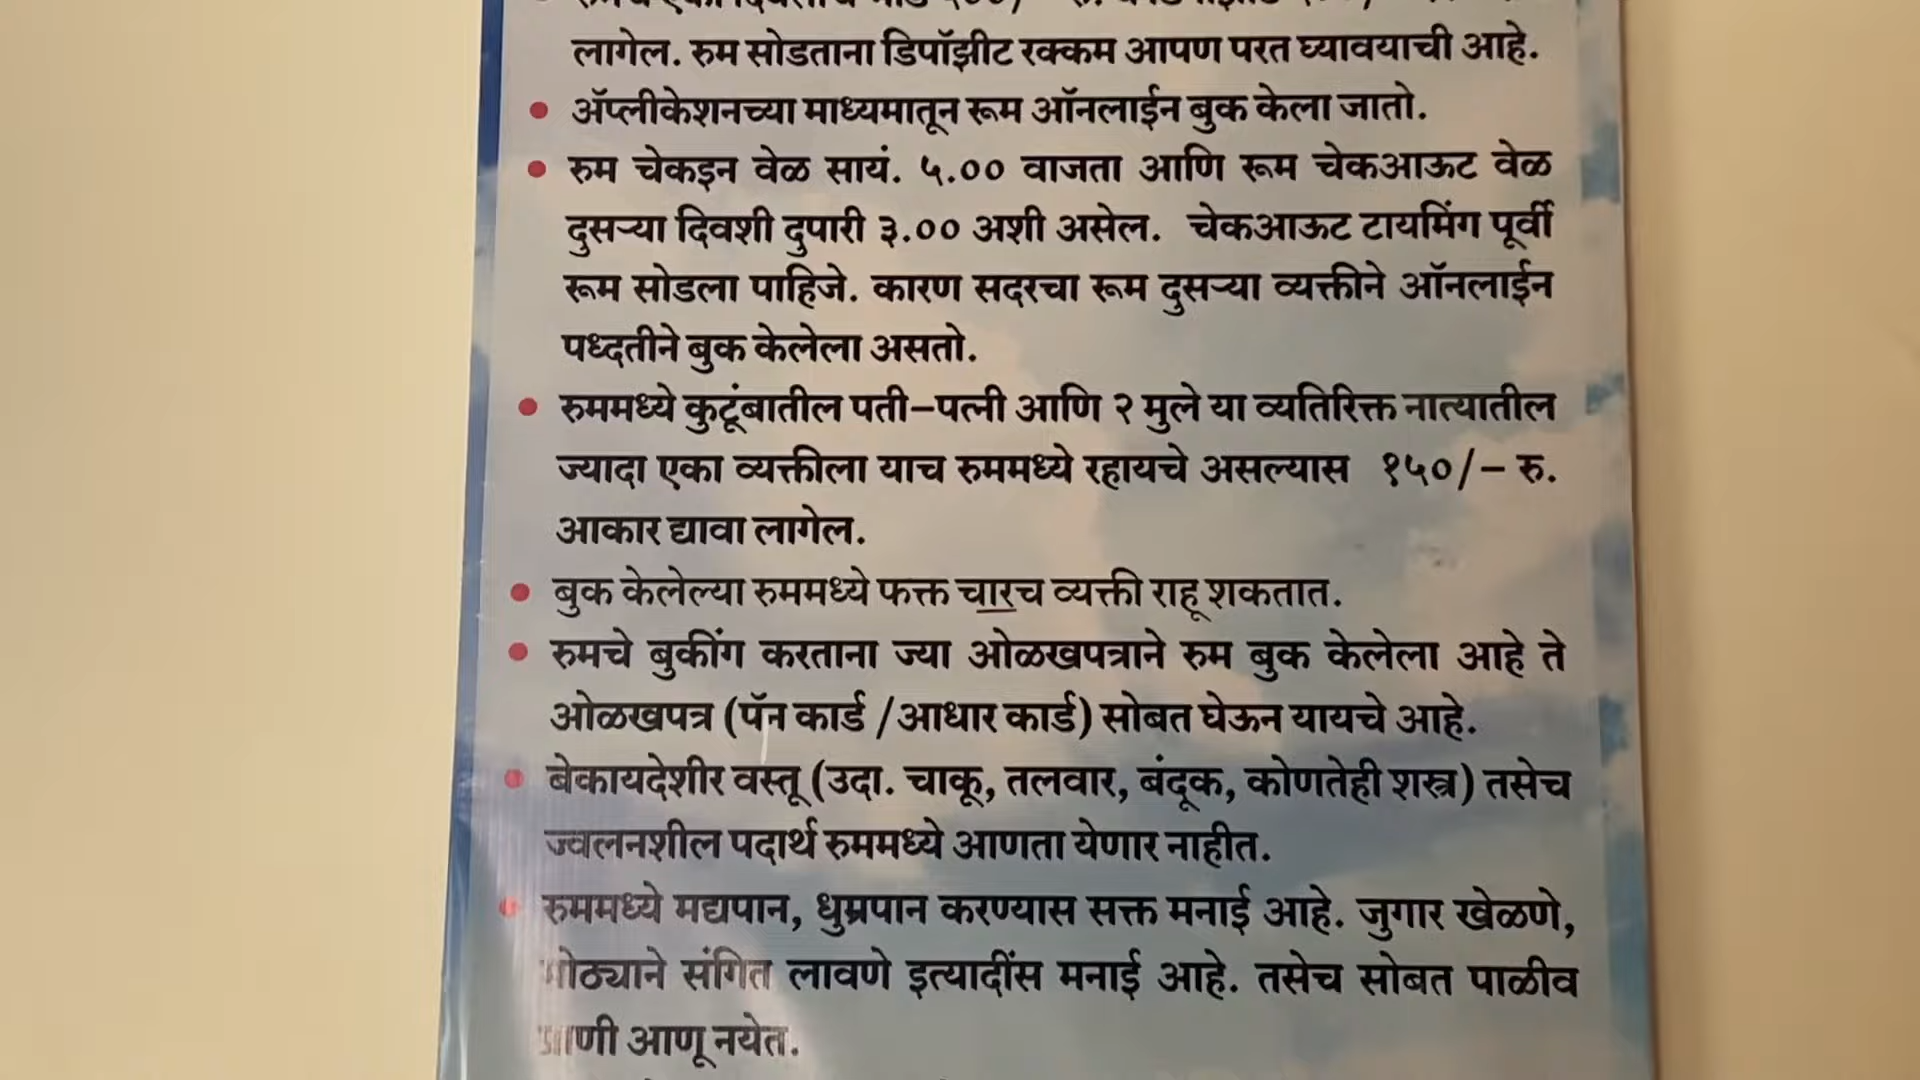 लागेल. रुम सोडताना डिपॉझीट रक्कम आपण परत घ्यावयाची आहे.
• ॲप्लीकेशनच्या माध्यमातून रूम ऑनलाईन बुक केला जातो.
• रुम चेकइन वेळ सायं. ५.०० वाजता आणि रूम चेकआऊट वेळ
दुसऱ्या दिवशी दुपारी ३.०० अशी असेल. चेकआऊट टायमिंग पूर्वी
रूम सोडला पाहिजे. कारण सदरचा रूम दुसऱ्या व्यक्तीने ऑनलाईन
पध्दतीने बुक केलेला असतो.
• रुममध्ये कुटूंबातील पती-पत्नी आणि २ मुले या व्यतिरिक्त नात्यातील
ज्यादा एका व्यक्तीला याच रुममध्ये रहायचे असल्यास १५०/- रु.
आकार द्यावा लागेल.
• बुक केलेल्या रुममध्ये फक्त चारच व्यक्ती राहू शकतात.
• रुमचे बुकींग करताना ज्या ओळखपत्राने रुम बुक केलेला आहे ते
ओळखपत्र (पॅन कार्ड /आधार कार्ड) सोबत घेऊन यायचे आहे.
• बेकायदेशीर वस्तू (उदा. चाकू, तलवार, बंदूक, कोणतेही शस्त्र) तसेच
ज्वलनशील पदार्थ रुममध्ये आणता येणार नाहीत.
• रुममध्ये मद्यपान, धुम्रपान करण्यास सक्त मनाई आहे. जुगार खेळणे,
मोठ्याने संगित लावणे इत्यादींस मनाई आहे. तसेच सोबत पाळीव
प्राणी आणू नयेत.